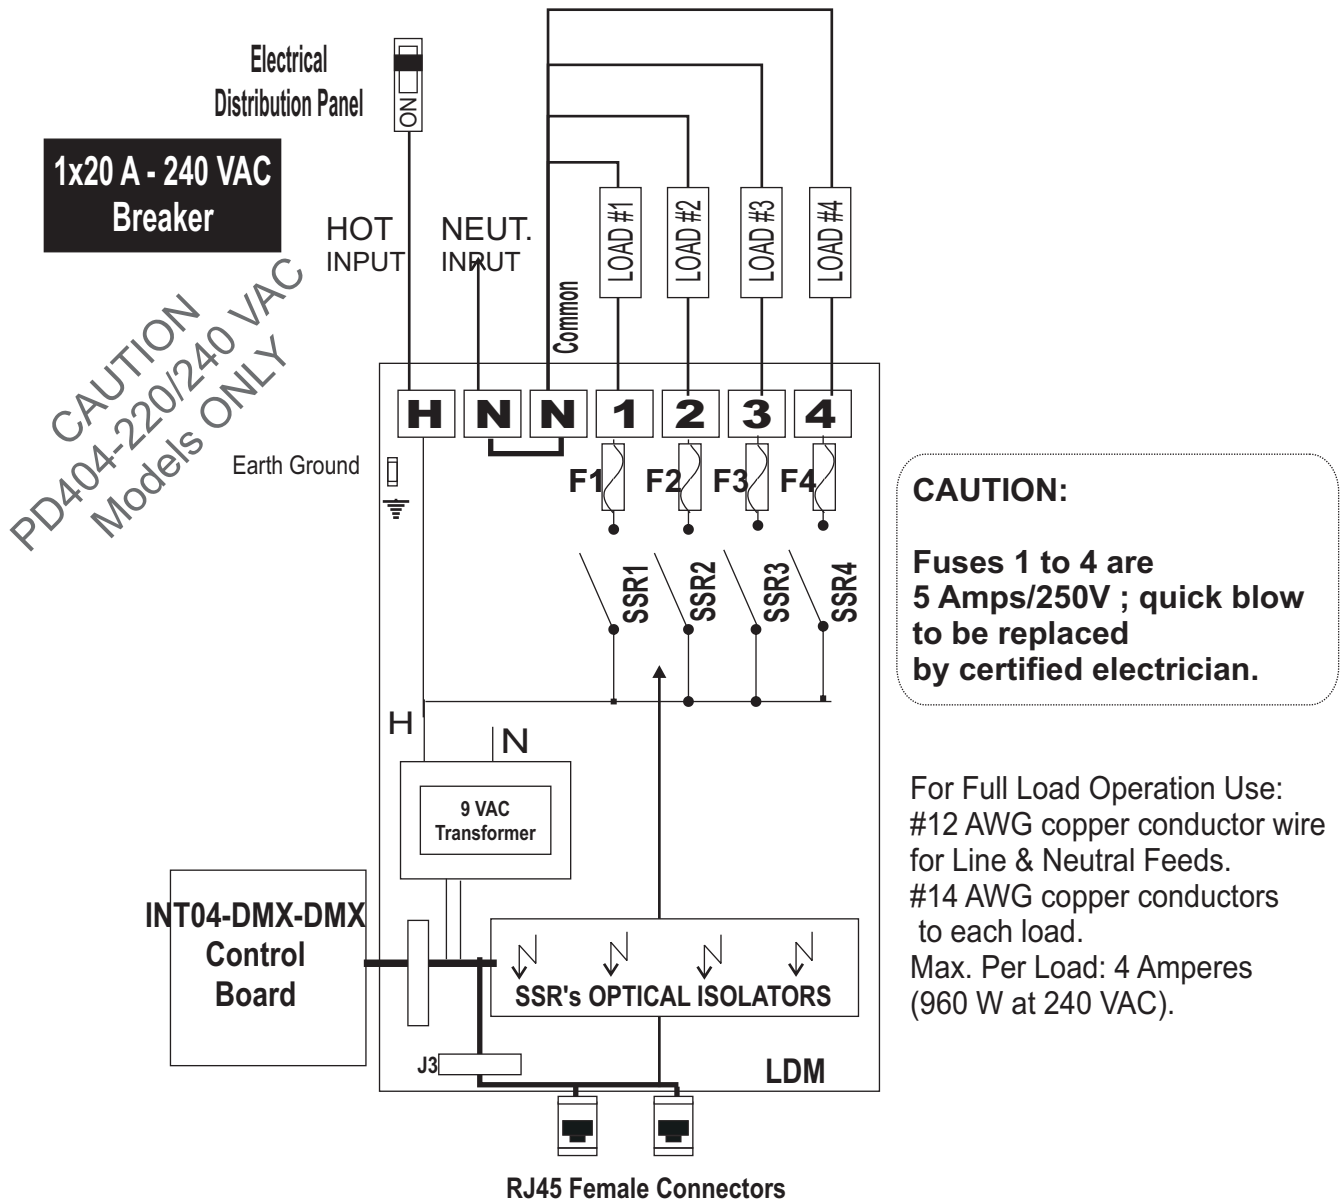 Electrical
Distribution Panel
ON
1x20 A - 240 VAC
Breaker
HOT
INPUT
NEUT.
INPUT
Common
LOAD #1
LOAD #2
LOAD #3
LOAD #4
CAUTION
PD404-220/240 VAC
Models ONLY
H
N
N
1
2
3
4
Earth Ground
F1
F2
F3
F4
SSR1
SSR2
SSR3
SSR4
CAUTION:
Fuses 1 to 4 are
5 Amps/250V ; quick blow
to be replaced
by certified electrician.
H
N
9 VAC
Transformer
For Full Load Operation Use:
#12 AWG copper conductor wire
for Line & Neutral Feeds.
#14 AWG copper conductors
to each load.
Max. Per Load: 4 Amperes
(960 W at 240 VAC).
INT04-DMX-DMX
Control
Board
SSR's OPTICAL ISOLATORS
J3
LDM
RJ45 Female Connectors